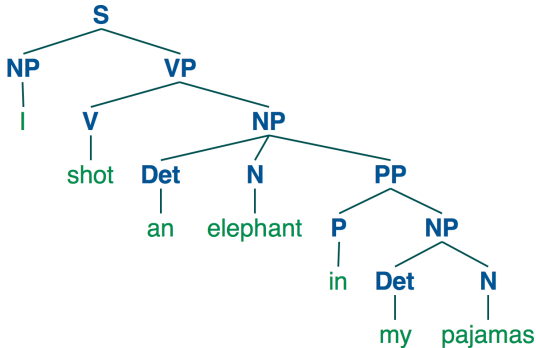 S
NP VP
I V NP
shot Det N PP
an elephant P NP
in Det N
my pajamas